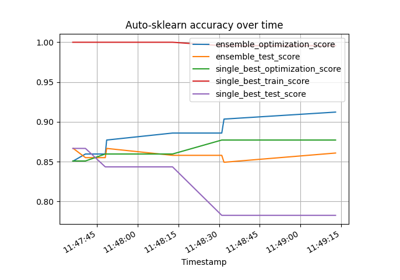 Auto-sklearn accuracy over time
1.00
0.95
0.90
0.85
0.80
ensemble_optimization_score
ensemble_test_score
single_best_optimization_score
single_best_train_score
single_best_test_score
11:47:45
11:48:00
11:48:15
11:48:30
11:48:45
11:49:00
11:49:15
Timestamp